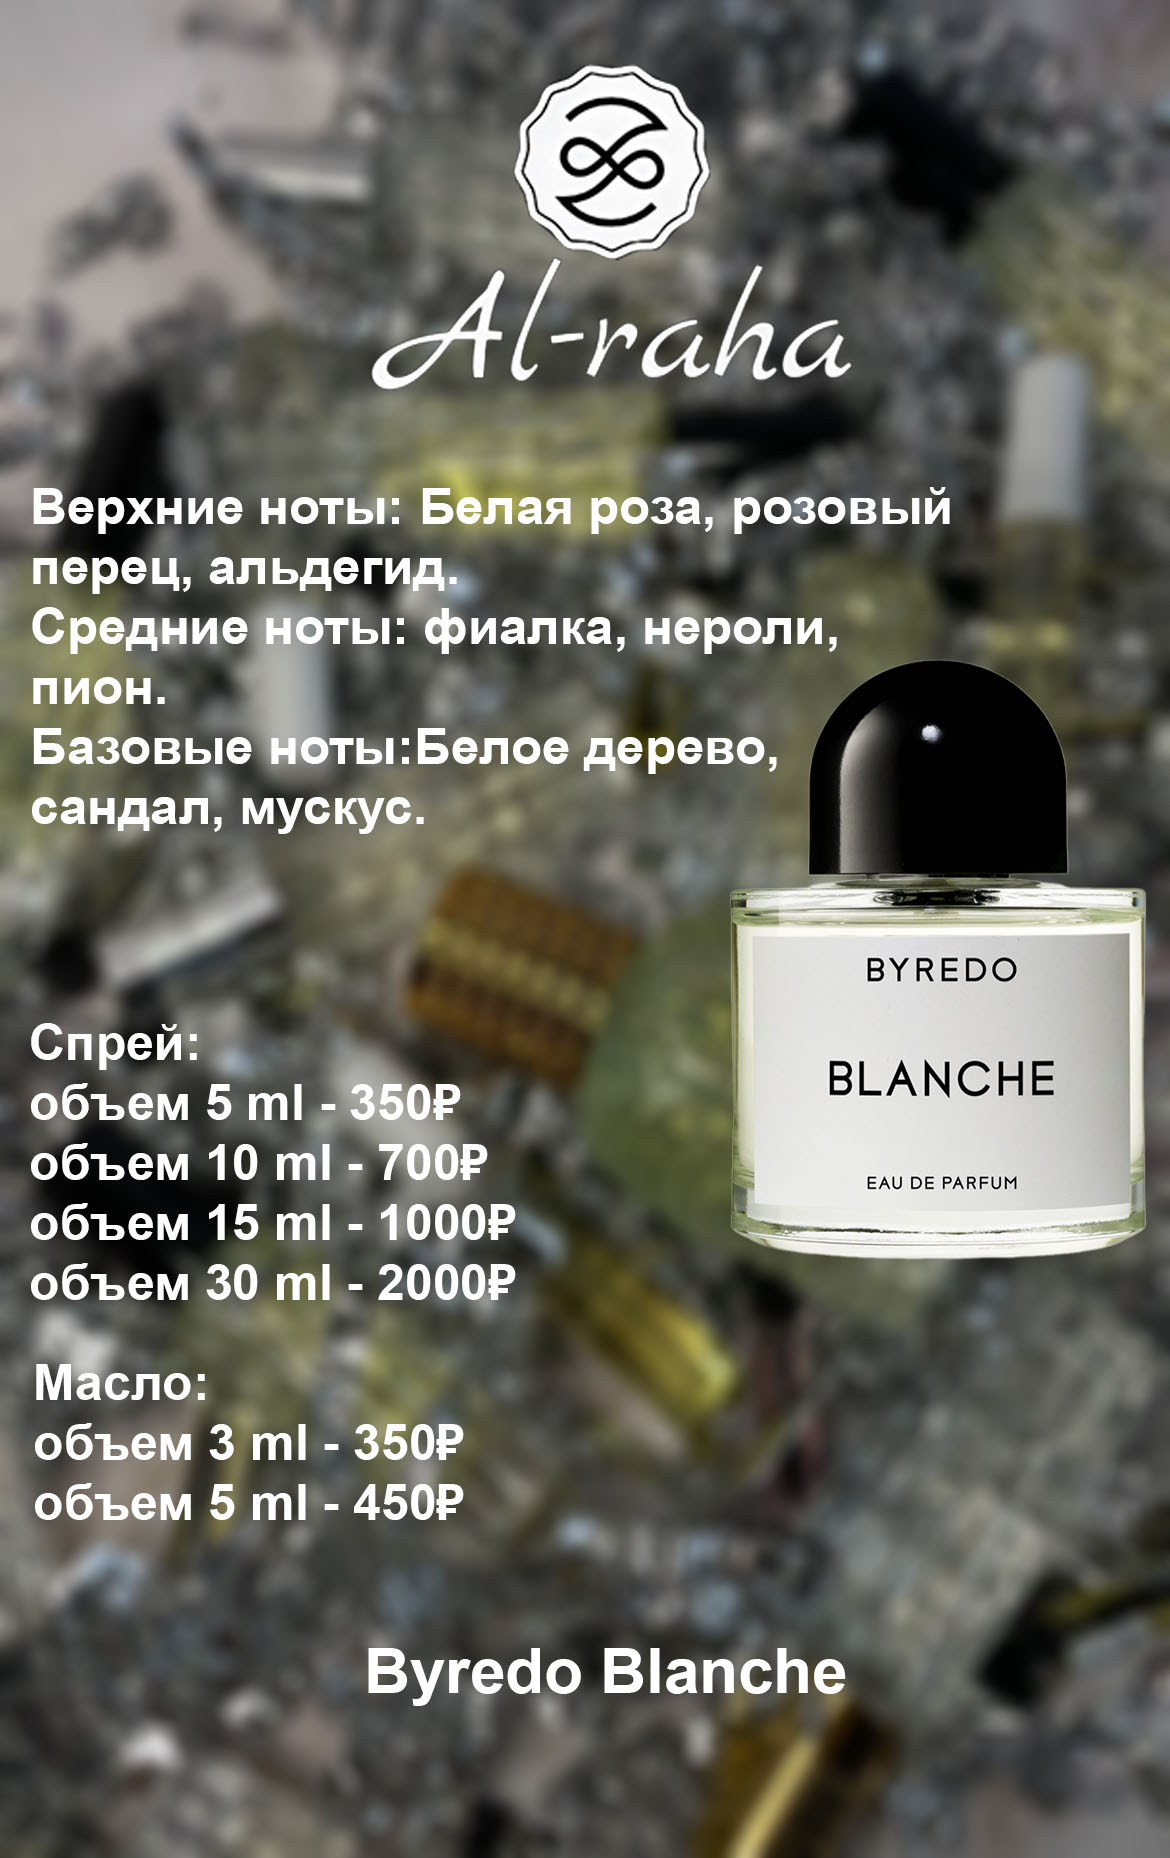 Al-raha
Верхние ноты: Белая роза, розовый
перец, альдегид.
Средние ноты: фиалка, нероли,
пион.
Базовые ноты:Белое дерево,
сандал, мускус.
BYREDO
BLANCHE
EAU DE PARFUM
Спрей:
объем 5 ml - 350₽
объем 10 ml - 700₽
объем 15 ml - 1000₽
объем 30 ml - 2000₽
Масло:
объем 3 ml - 350₽
объем 5 ml - 450₽
Byredo Blanche